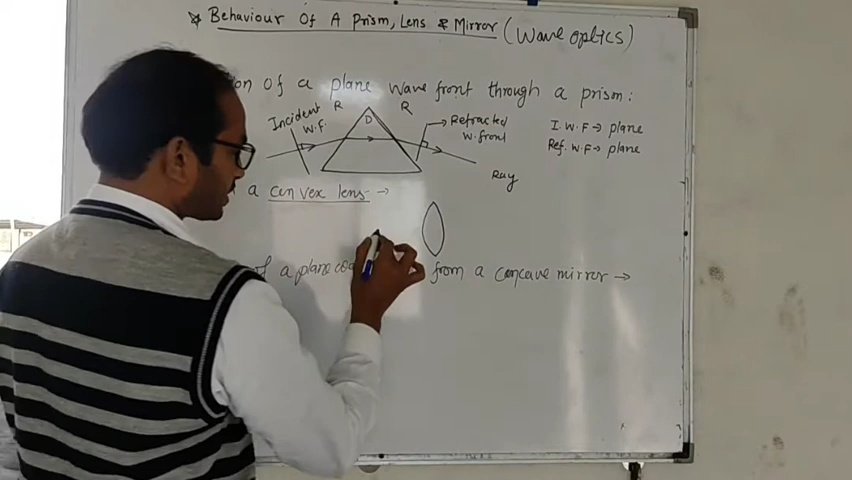 * Behaviour Of A Prism, Lens & Mirror (Wave optics)
on Of a plane wave front through a prism:
Incident
W.F.
R
D
R
Refracted
W.front
I.W.F → plane
Ref. W.F → plane
Ray
a convex lens →
of a plane from a concave mirror →